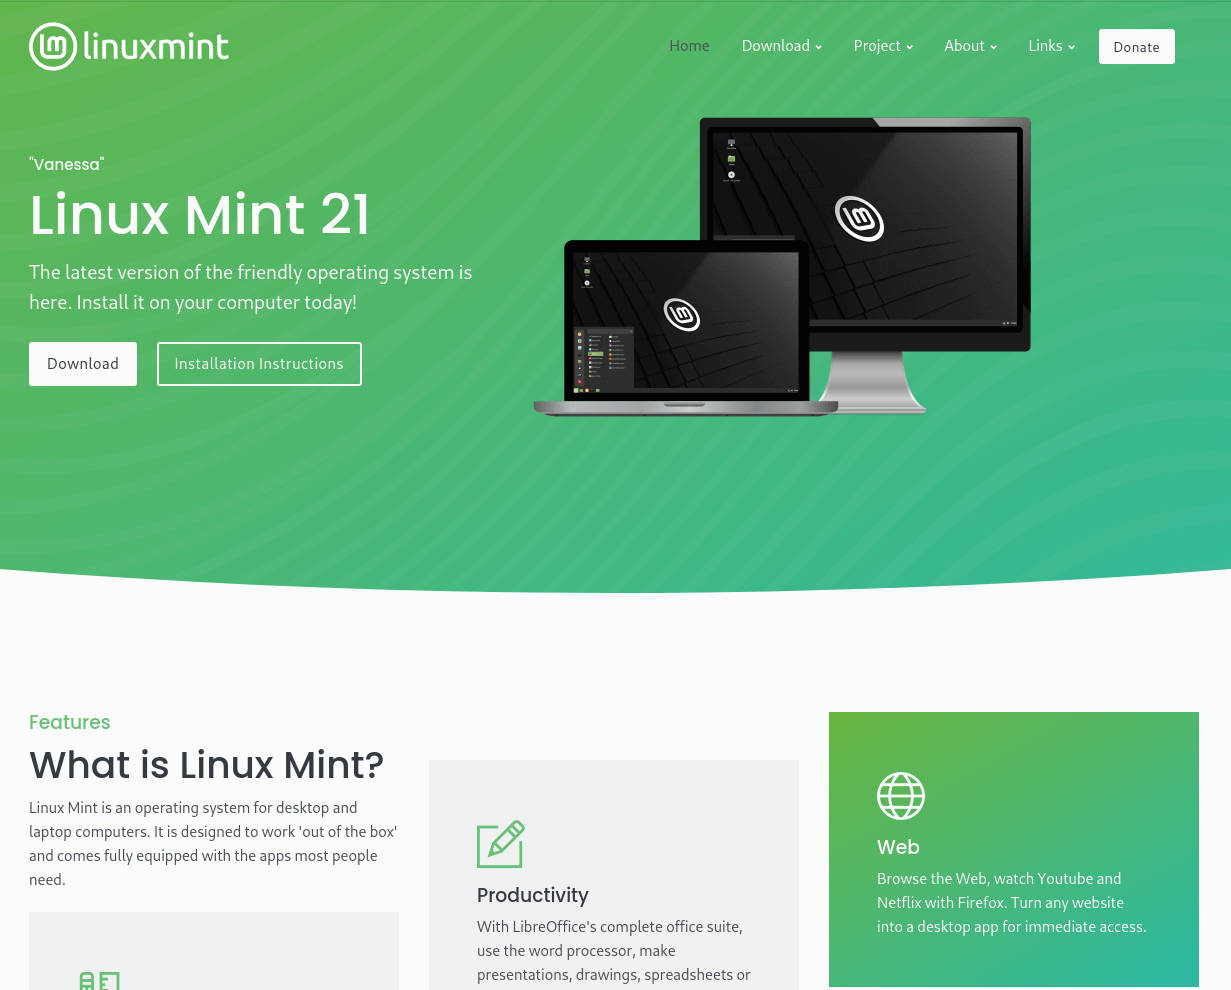 linuxmint
Home
Download
Project
About
Links
Donate
"Vanessa"
Linux Mint 21
The latest version of the friendly operating system is
here. Install it on your computer today!
Download
Installation Instructions
Features
What is Linux Mint?
Linux Mint is an operating system for desktop and
laptop computers. It is designed to work 'out of the box'
and comes fully equipped with the apps most people
need.
Productivity
With LibreOffice's complete office suite,
use the word processor, make
presentations, drawings, spreadsheets or
Web
Browse the Web, watch Youtube and
Netflix with Firefox. Turn any website
into a desktop app for immediate access.